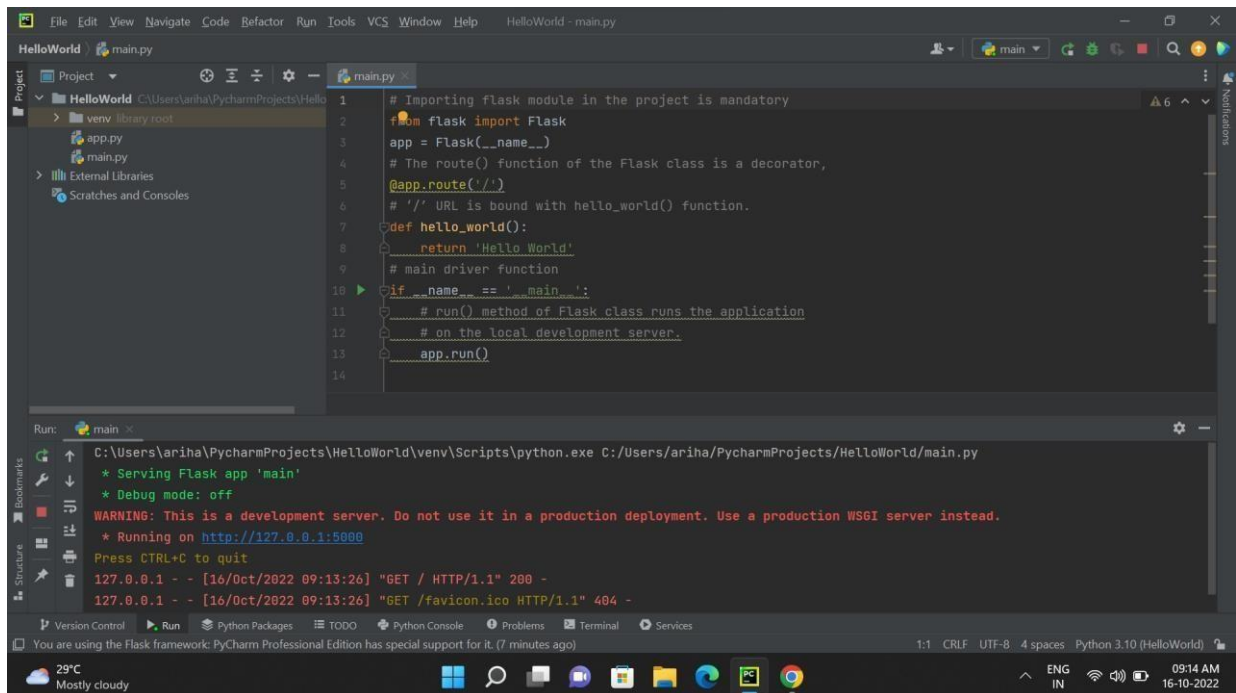 PC File Edit View Navigate Code Refactor Run Tools VCS Window Help HelloWorld - main.py
HelloWorld main.py main
Project
Project
main.py
HelloWorld C:\Users\ariha\PycharmProjects\Hello
venv library root
app.py
main.py
External Libraries
Scratches and Consoles
1 # Importing flask module in the project is mandatory
2 from flask import Flask
3 app = Flask(__name__)
4 # The route() function of the Flask class is a decorator,
5 @app.route('/')
6 # '/' URL is bound with hello_world() function.
7 def hello_world():
8 return 'Hello World'
9 # main driver function
10 if __name__ == '__main__':
11 # run() method of Flask class runs the application
12 # on the local development server.
13 app.run()
14
6
Notifications
Run: main
C:\Users\ariha\PycharmProjects\HelloWorld\venv\Scripts\python.exe C:/Users/ariha/PycharmProjects/HelloWorld/main.py
* Serving Flask app 'main'
* Debug mode: off
WARNING: This is a development server. Do not use it in a production deployment. Use a production WSGI server instead.
* Running on http://127.0.0.1:5000
Press CTRL+C to quit
127.0.0.1 - - [16/Oct/2022 09:13:26] "GET / HTTP/1.1" 200 -
127.0.0.1 - - [16/Oct/2022 09:13:26] "GET /favicon.ico HTTP/1.1" 404 -
Bookmarks
Structure
Version Control Run Python Packages TODO Python Console Problems Terminal Services
You are using the Flask framework: PyCharm Professional Edition has special support for it. (7 minutes ago) 1:1 CRLF UTF-8 4 spaces Python 3.10 (HelloWorld)
29°C
Mostly cloudy
PC
ENG
IN
09:14 AM
16-10-2022